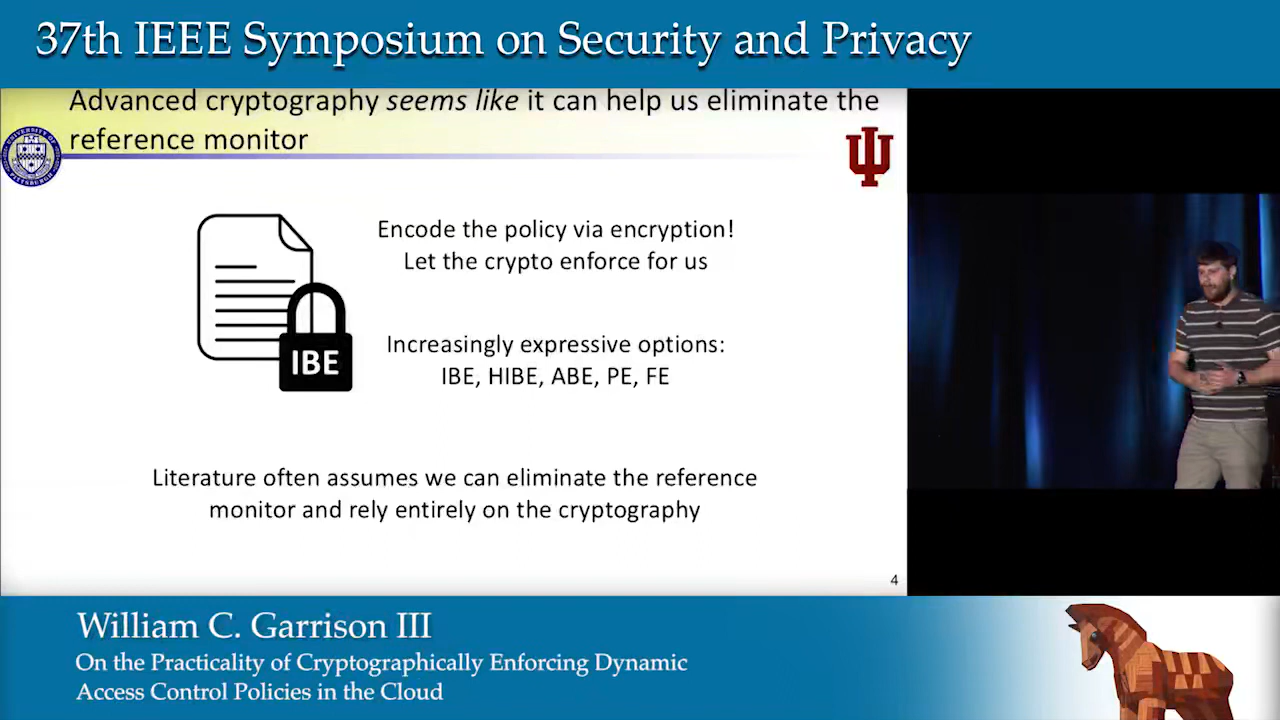 37th IEEE Symposium on Security and Privacy
Advanced cryptography seems like it can help us eliminate the
reference monitor
UNIVERSITY OF
PITTSBURGH
Encode the policy via encryption!
Let the crypto enforce for us
IBE
Increasingly expressive options:
IBE, HIBE, ABE, PE, FE
Literature often assumes we can eliminate the reference
monitor and rely entirely on the cryptography
4
William C. Garrison III
On the Practicality of Cryptographically Enforcing Dynamic
Access Control Policies in the Cloud